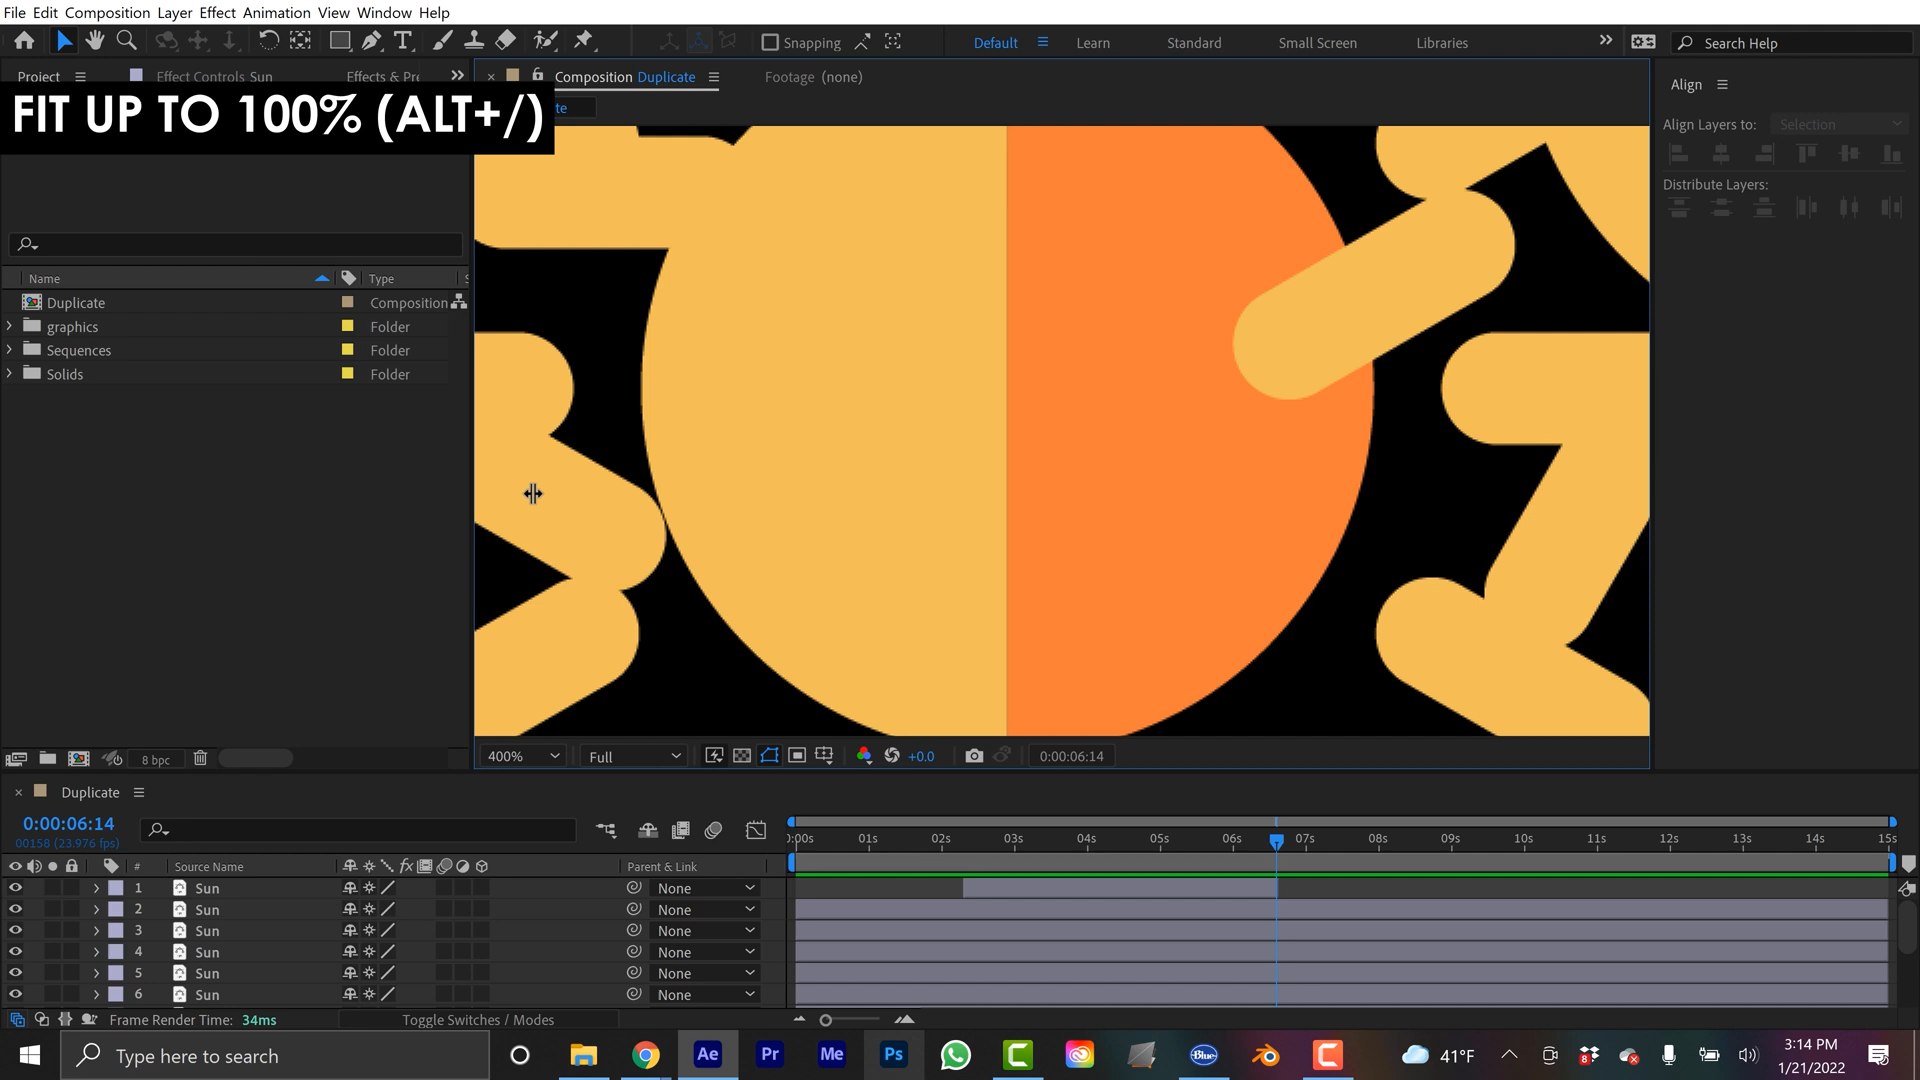 File Edit Composition Layer Effect Animation View Window Help
Snapping Default Learn Standard Small Screen Libraries Search Help
Project Effect Controls Sun Effects & Pre Composition Duplicate Footage (none) Align
te
FIT UP TO 100% (ALT+/)
Align Layers to: Selection
Distribute Layers:
Name Type S
Duplicate Composition
graphics Folder
Sequences Folder
Solids Folder
8 bpc 400% Full +0.0 0:00:06:14
Duplicate
0:00:06:14
00158 (23.976 fps)
):00s 01s 02s 03s 04s 05s 06s 07s 08s 09s 10s 11s 12s 13s 14s 15s
# Source Name fx Parent & Link
1 Sun None
2 Sun None
3 Sun None
4 Sun None
5 Sun None
6 Sun None
Frame Render Time: 34ms Toggle Switches / Modes
Type here to search Ae Pr Me Ps Blue 41°F 8 3:14 PM
1/21/2022